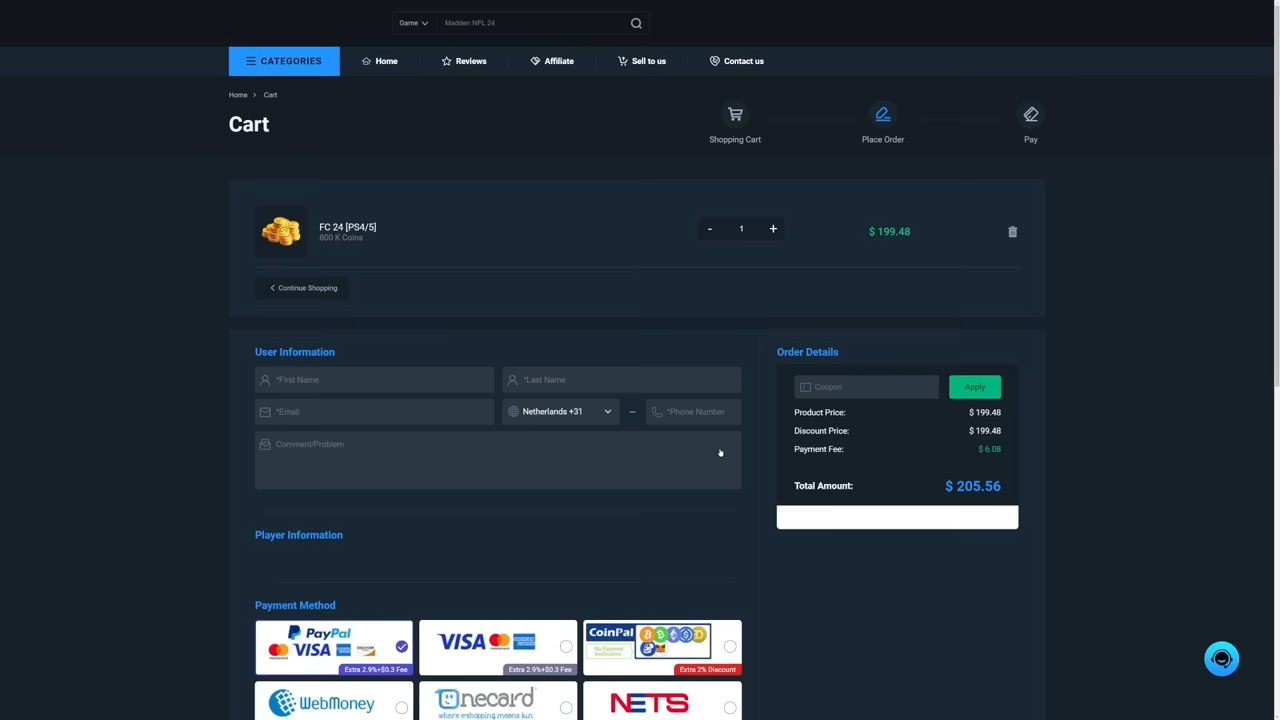 Game
Madden NFL 24
CATEGORIES
Home
Reviews
Affiliate
Sell to us
Contact us
Home > Cart
Cart
Shopping Cart
Place Order
Pay
FC 24 [PS4/5]
800 K Coins
- 1 +
$ 199.48
< Continue Shopping
User Information
*First Name
*Last Name
*Email
Netherlands +31
–
*Phone Number
Comment/Problem
Order Details
Coupon
Apply
Product Price: $ 199.48
Discount Price: $ 199.48
Payment Fee: $ 6.08
Total Amount: $ 205.56
Player Information
Payment Method
PayPal
VISA
DISCOVER
Extra 2.9%+$0.3 Fee
VISA
Extra 2.9%+$0.3 Fee
CoinPal
No Payment
Verification
Extra 2% Discount
WebMoney
Onecard
where eshopping means fun
NETS